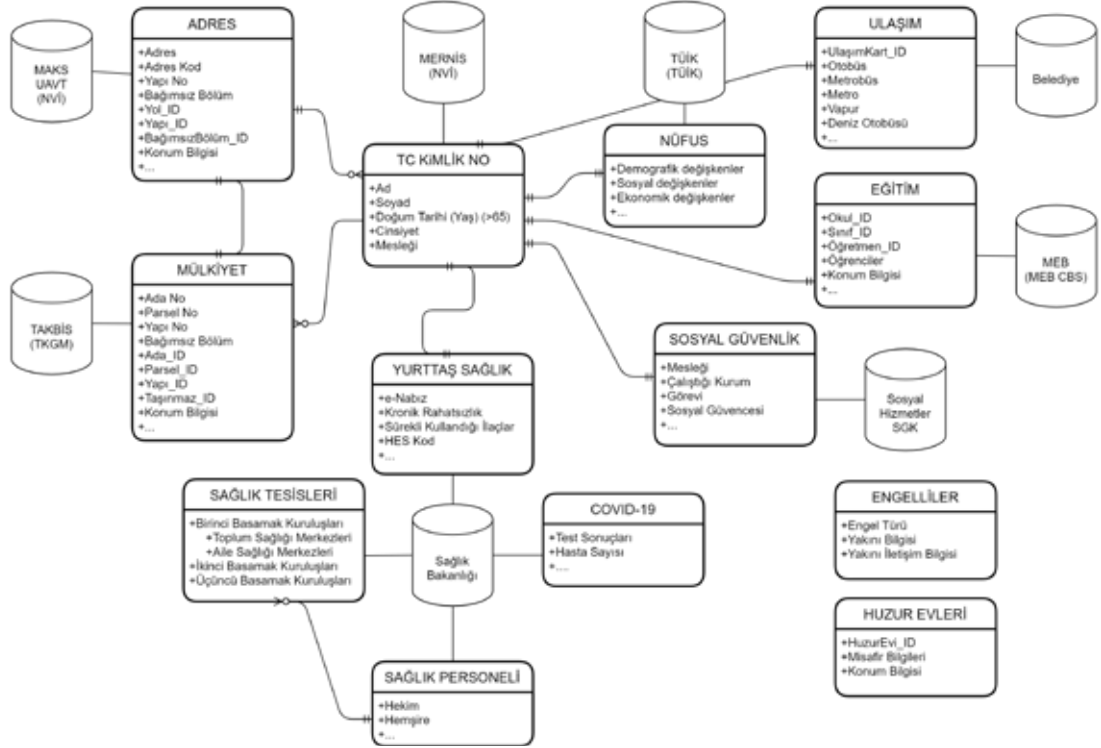 MAKS
UAVT
(NVİ)
ADRES
+Adres
+Adres Kod
+Yapı No
+Bağımsız Bölüm
+Yol_ID
+Yapı_ID
+BağımsızBölüm_ID
+Konum Bilgisi
+...
MERNİS
(NVİ)
TÜİK
(TÜİK)
ULAŞIM
+UlaşımKart_ID
+Otobüs
+Metrobüs
+Metro
+Vapur
+Deniz Otobüsü
+...
Belediye
TC KİMLİK NO
+Ad
+Soyad
+Doğum Tarihi (Yaş) (>65)
+Cinsiyet
+Mesleği
NÜFUS
+Demografik değişkenler
+Sosyal değişkenler
+Ekonomik değişkenler
+...
EĞİTİM
+Okul_ID
+Sınıf_ID
+Öğretmen_ID
+Öğrenciler
+Konum Bilgisi
+...
MEB
(MEB CBS)
TAKBİS
(TKGM)
MÜLKİYET
+Ada No
+Parsel No
+Yapı No
+Bağımsız Bölüm
+Ada_ID
+Parsel_ID
+Yapı_ID
+Taşınmaz_ID
+Konum Bilgisi
+...
YURTTAŞ SAĞLIK
+e-Nabız
+Kronik Rahatsızlık
+Sürekli Kullandığı İlaçlar
+HES Kod
+...
SOSYAL GÜVENLİK
+Mesleği
+Çalıştığı Kurum
+Görevi
+Sosyal Güvencesi
+...
Sosyal
Hizmetler
SGK
SAĞLIK TESİSLERİ
+Birinci Basamak Kuruluşları
+Toplum Sağlığı Merkezleri
+Aile Sağlığı Merkezleri
+İkinci Basamak Kuruluşları
+Üçüncü Basamak Kuruluşları
Sağlık
Bakanlığı
COVID-19
+Test Sonuçları
+Hasta Sayısı
+....
ENGELLİLER
+Engel Türü
+Yakını Bilgisi
+Yakını İletişim Bilgisi
HUZUR EVLERİ
+HuzurEvi_ID
+Misafir Bilgileri
+Konum Bilgisi
SAĞLIK PERSONELİ
+Hekim
+Hemşire
+...